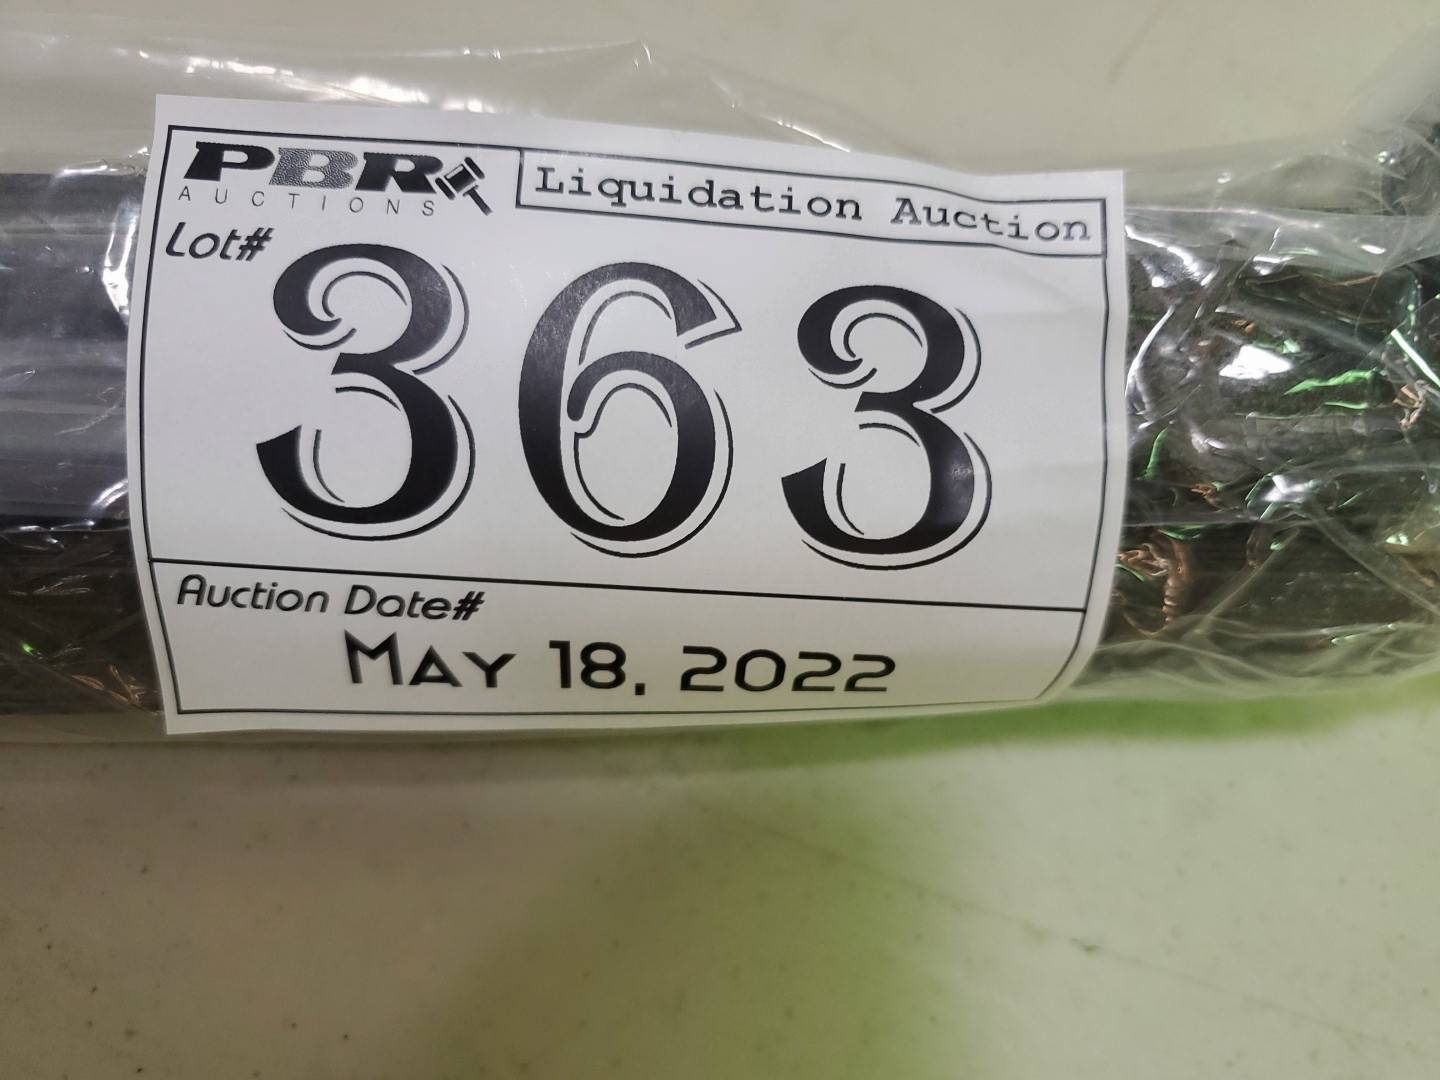 PBR
AUCTIONS
Liquidation Auction
Lot#
363
Auction Date#
May 18, 2022